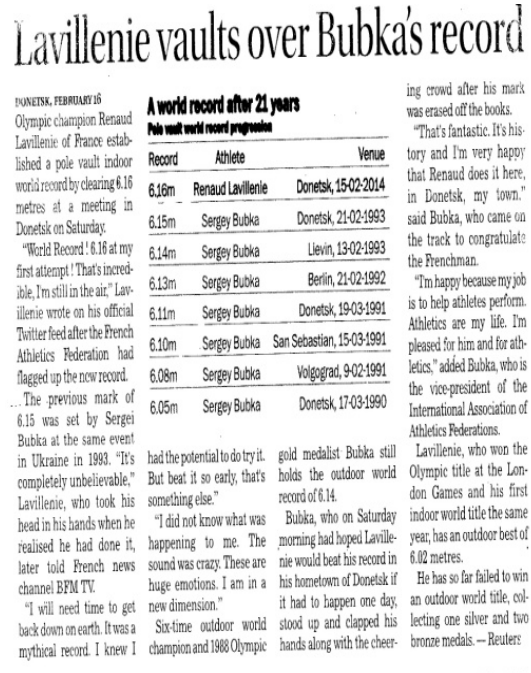 Lavillenie vaults over Bubka's record
DONETSK, FEBRUARY 16
Olympic champion Renaud
Lavillenie of France estab-
lished a pole vault indoor
world record by clearing 6.16
metres at a meeting in
Donetsk on Saturday.
"World Record ! 6.16 at my
first attempt ! That's incred-
ible, I'm still in the air," Lav-
illenie wrote on his official
Twitter feed after the French
Athletics Federation had
flagged up the new record.
The previous mark of
6.15 was set by Sergei
Bubka at the same event
in Ukraine in 1993. "It's
completely unbelievable,"
Lavillenie, who took his
head in his hands when he
realised he had done it,
later told French news
channel BFM TV.
"I will need time to get
back down on earth. It was a
mythical record. I knew I
A world record after 21 years
Pole vault world record progression
Record Athlete Venue
6.16m Renaud Lavillenie Donetsk, 15-02-2014
6.15m Sergey Bubka Donetsk, 21-02-1993
6.14m Sergey Bubka Lievin, 13-02-1993
6.13m Sergey Bubka Berlin, 21-02-1992
6.11m Sergey Bubka Donetsk, 19-03-1991
6.10m Sergey Bubka San Sebastian, 15-03-1991
6.08m Sergey Bubka Volgograd, 9-02-1991
6.05m Sergey Bubka Donetsk, 17-03-1990
had the potential to do try it.
But beat it so early, that's
something else."
"I did not know what was
happening to me. The
sound was crazy. These are
huge emotions. I am in a
new dimension."
Six-time outdoor world
champion and 1988 Olympic
gold medalist Bubka still
holds the outdoor world
record of 6.14.
Bubka, who on Saturday
morning had hoped Laville-
nie would beat his record in
his hometown of Donetsk if
it had to happen one day,
stood up and clapped his
hands along with the cheer-
ing crowd after his mark
was erased off the books.
"That's fantastic. It's his-
tory and I'm very happy
that Renaud does it here,
in Donetsk, my town,"
said Bubka, who came on
the track to congratulate
the Frenchman.
"I'm happy because my job
is to help athletes perform.
Athletics are my life. I'm
pleased for him and for ath-
letics," added Bubka, who is
the vice-president of the
International Association of
Athletics Federations.
Lavillenie, who won the
Olympic title at the Lon-
don Games and his first
indoor world title the same
year, has an outdoor best of
6.02 metres.
He has so far failed to win
an outdoor world title, col-
lecting one silver and two
bronze medals. — Reuters